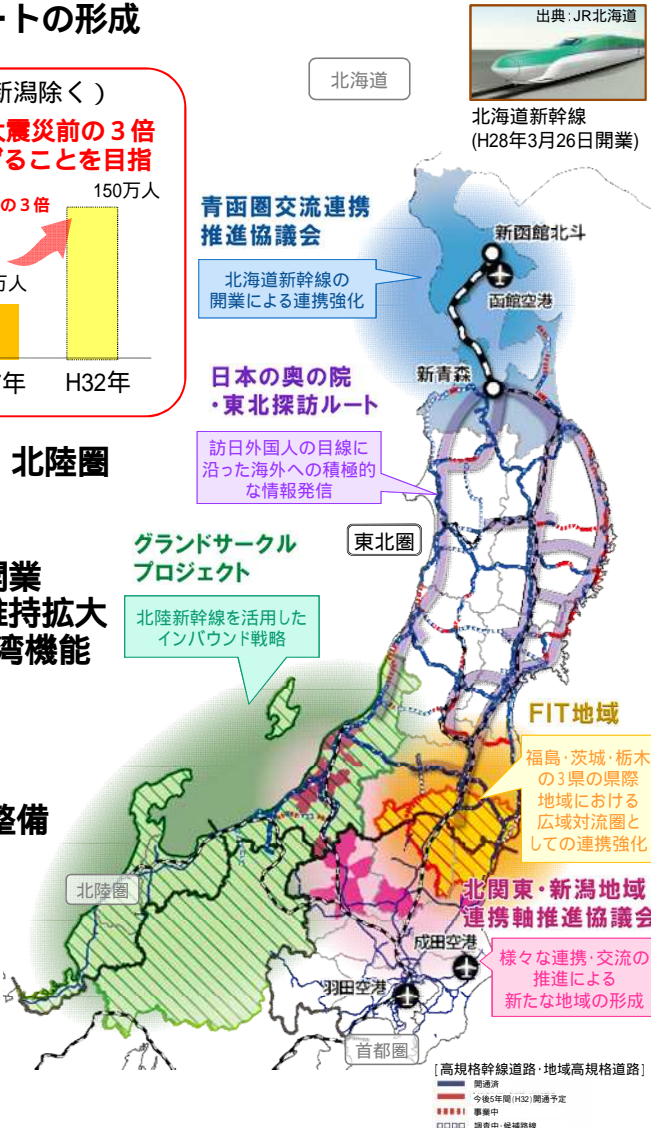 ートの形成
出典:JR北海道
北海道新幹線
(H28年3月26日開業)
北海道
新潟除く)
大震災前の3倍
げることを目指
の3倍
150万人
万人
年
H32年
青函圏交流連携
推進協議会
北海道新幹線の
開業による連携強化
新函館北斗
函館空港
新青森
日本の奥の院
・東北探訪ルート
訪日外国人の目線に
沿った海外への積極的
な情報発信
北陸圏
東北圏
グランドサークル
プロジェクト
北陸新幹線を活用した
インバウンド戦略
開業
維持拡大
湾機能
FIT地域
福島・茨城・栃木
の3県の県際
地域における
広域対流圏と
しての連携強化
整備
北陸圏
北関東・新潟地域
連携軸推進協議会
様々な連携・交流の
推進による
新たな地域の形成
成田空港
羽田空港
首都圏
[高規格幹線道路・地域高規格道路]
開通済
今後5年間(H32)開通予定
事業中
調査中・候補路線